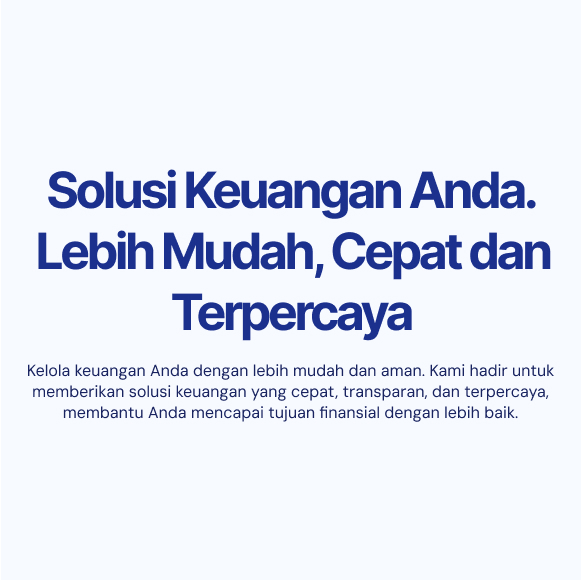 Solusi Keuangan Anda.
Lebih Mudah, Cepat dan
Terpercaya
Kelola keuangan Anda dengan lebih mudah dan aman. Kami hadir untuk
memberikan solusi keuangan yang cepat, transparan, dan terpercaya,
membantu Anda mencapai tujuan finansial dengan lebih baik.